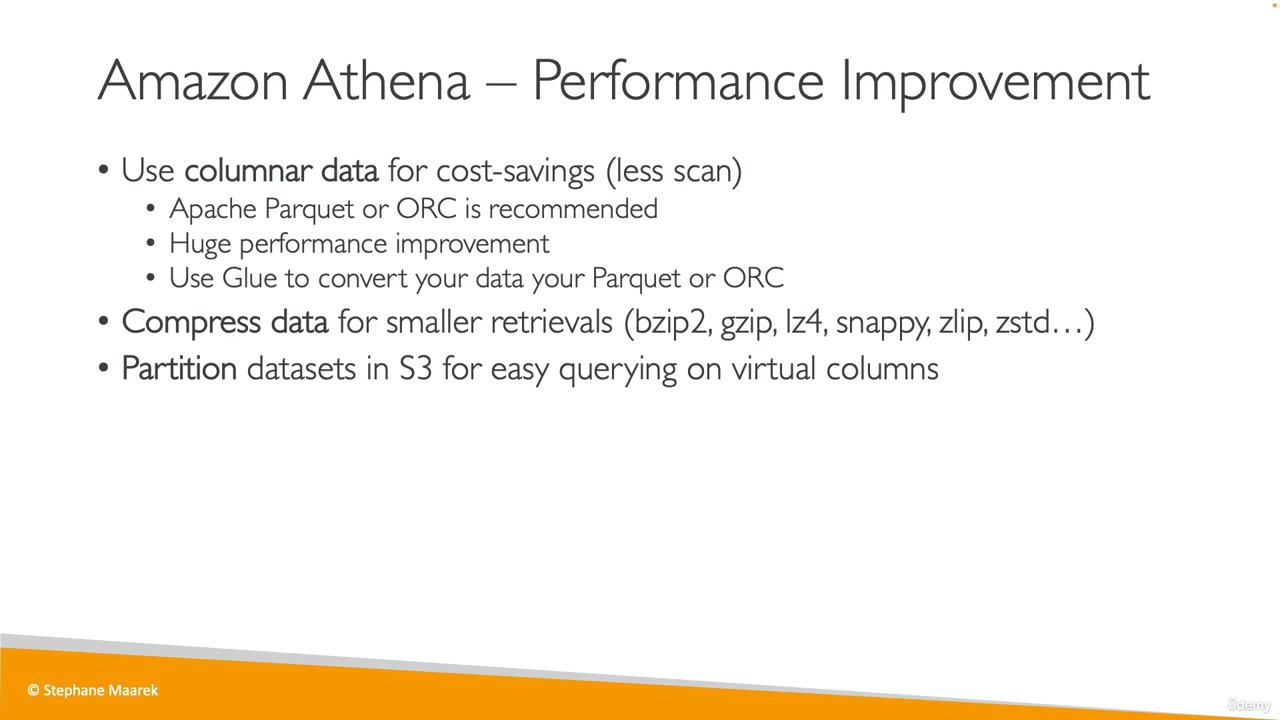 Amazon Athena – Performance Improvement
• Use columnar data for cost-savings (less scan)
• Apache Parquet or ORC is recommended
• Huge performance improvement
• Use Glue to convert your data your Parquet or ORC
• Compress data for smaller retrievals (bzip2, gzip, lz4, snappy, zlip, zstd…)
• Partition datasets in S3 for easy querying on virtual columns
© Stephane Maarek
ûdemy